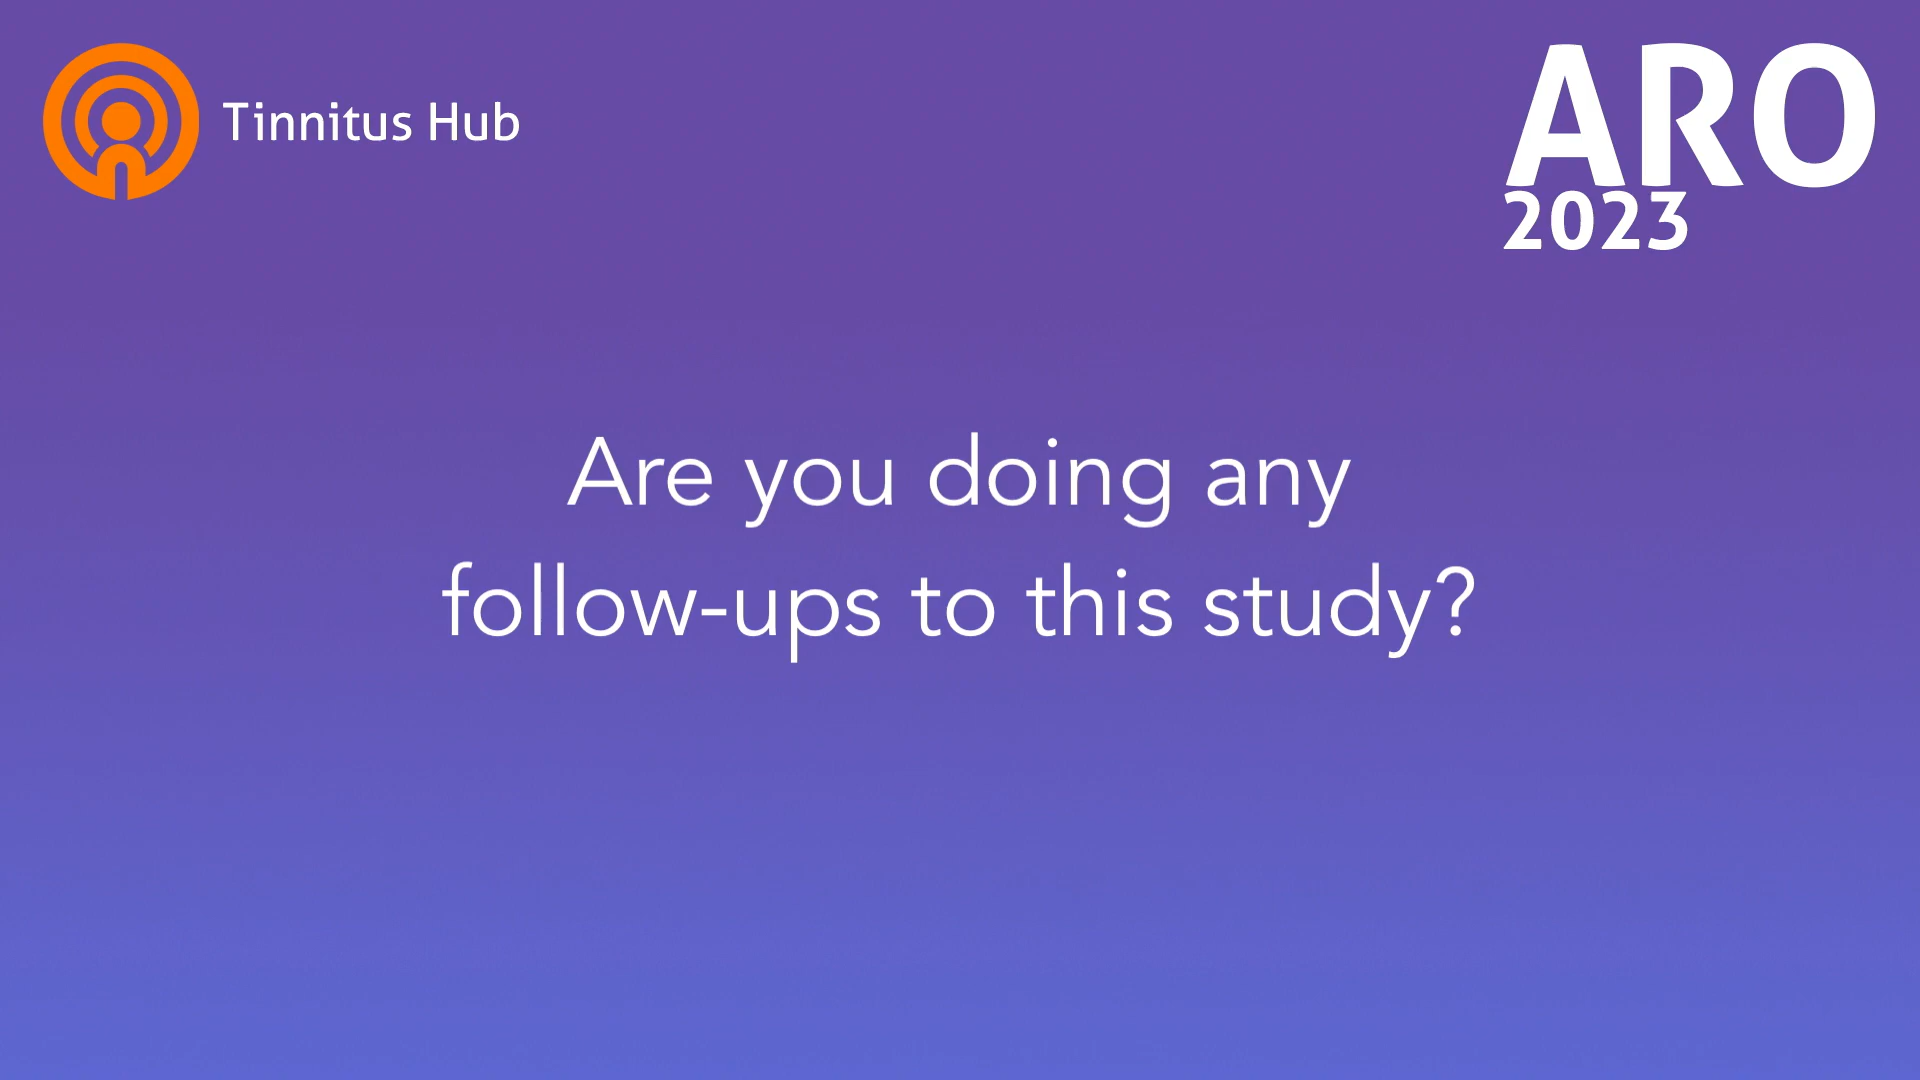 Tinnitus Hub
ARO
2023
Are you doing any
follow-ups to this study?